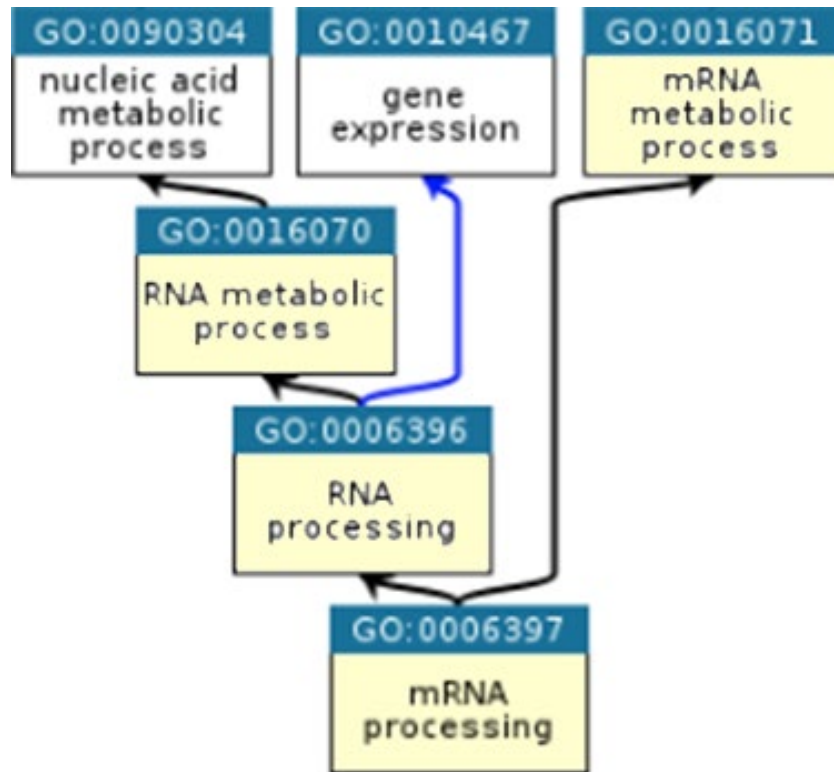 GO:0090304
nucleic acid
metabolic
process
GO:0010467
gene
expression
GO:0016071
mRNA
metabolic
process
GO:0016070
RNA metabolic
process
GO:0006396
RNA
processing
GO:0006397
mRNA
processing